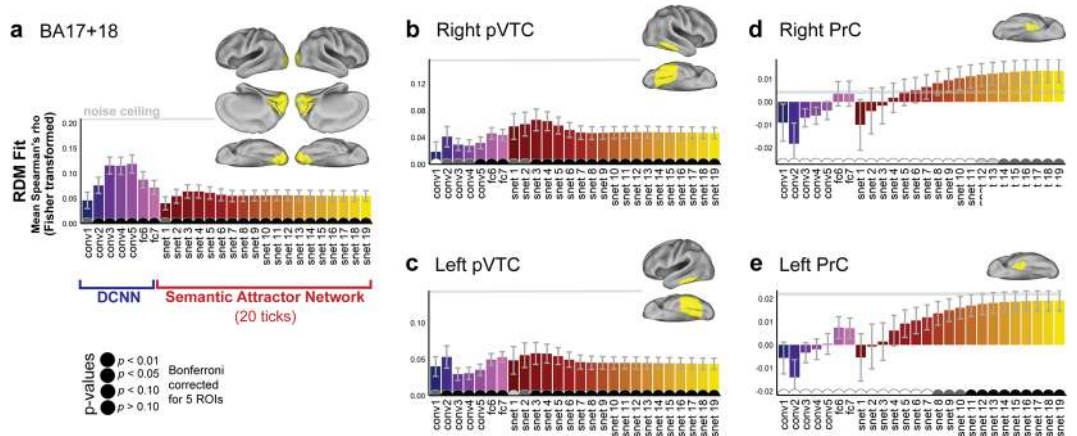 a BA17+18
noise ceiling
RDM Fit
Mean Spearman's rho
(Fisher transformed)
0.20
0.15
0.10
0.05
0.00
conv1
conv2
conv3
conv4
conv5
fc6
fc7
snet 1
snet 2
snet 3
snet 4
snet 5
snet 6
snet 7
snet 8
snet 9
snet 10
snet 11
snet 12
snet 13
snet 14
snet 15
snet 16
snet 17
snet 18
snet 19
DCNN
Semantic Attractor Network
(20 ticks)
p-values
p < 0.01
p < 0.05
p < 0.10
p > 0.10
Bonferroni
corrected
for 5 ROIs
b Right pVTC
0.12
0.08
0.04
0.00
conv1
conv2
conv3
conv4
conv5
fc6
fc7
snet 1
snet 2
snet 3
snet 4
snet 5
snet 6
snet 7
snet 8
snet 9
snet 10
snet 11
snet 12
snet 13
snet 14
snet 15
snet 16
snet 17
snet 18
snet 19
c Left pVTC
0.10
0.05
0.00
conv1
conv2
conv3
conv4
conv5
fc6
fc7
snet 1
snet 2
snet 3
snet 4
snet 5
snet 6
snet 7
snet 8
snet 9
snet 10
snet 11
snet 12
snet 13
snet 14
snet 15
snet 16
snet 17
snet 18
snet 19
d Right PrC
0.01
0.00
-0.01
-0.02
conv1
conv2
conv3
conv4
conv5
fc6
fc7
snet 1
snet 2
snet 3
snet 4
snet 5
snet 6
snet 7
snet 8
snet 9
snet 10
snet 11
snet 12
t 13
t 14
t 15
t 16
t 17
t 18
t 19
e Left PrC
0.02
0.01
0.00
-0.01
-0.02
conv1
conv2
conv3
conv4
conv5
fc6
fc7
snet 1
snet 2
snet 3
snet 4
snet 5
snet 6
snet 7
snet 8
snet 9
snet 10
snet 11
snet 12
snet 13
snet 14
snet 15
snet 16
snet 17
snet 18
snet 19